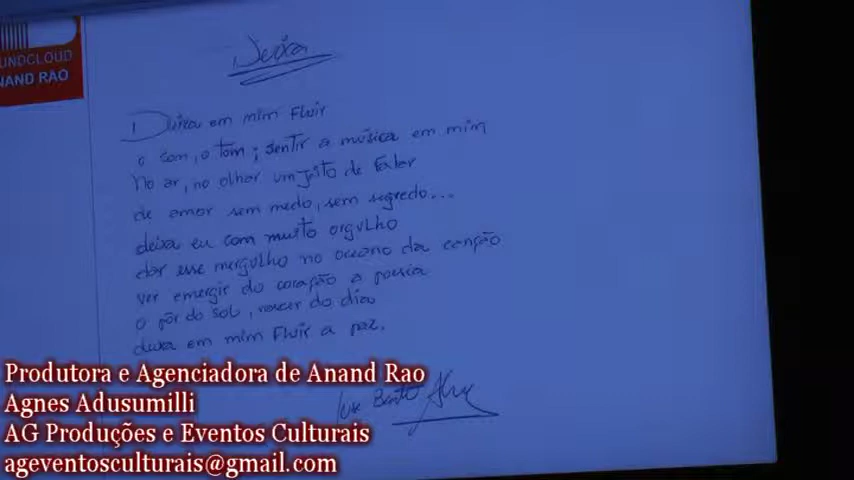 UNDCLOUD
NAND RAO
Deixa
Deixa em mim fluir
o som, o tom; sentir a música em mim
No ar, no olhar um jeito de falar
de amor sem medo, sem segredo...
deixa eu com muito orgulho
dar esse mergulho no oceano da canção
ver emergir do coração a poesia
o pôr do sol, nascer do dia
deixa em mim fluir a paz.
Produtora e Agenciadora de Anand Rao
Agnes Adusumilli
AG Produções e Eventos Culturais
ageventosculturais@gmail.com